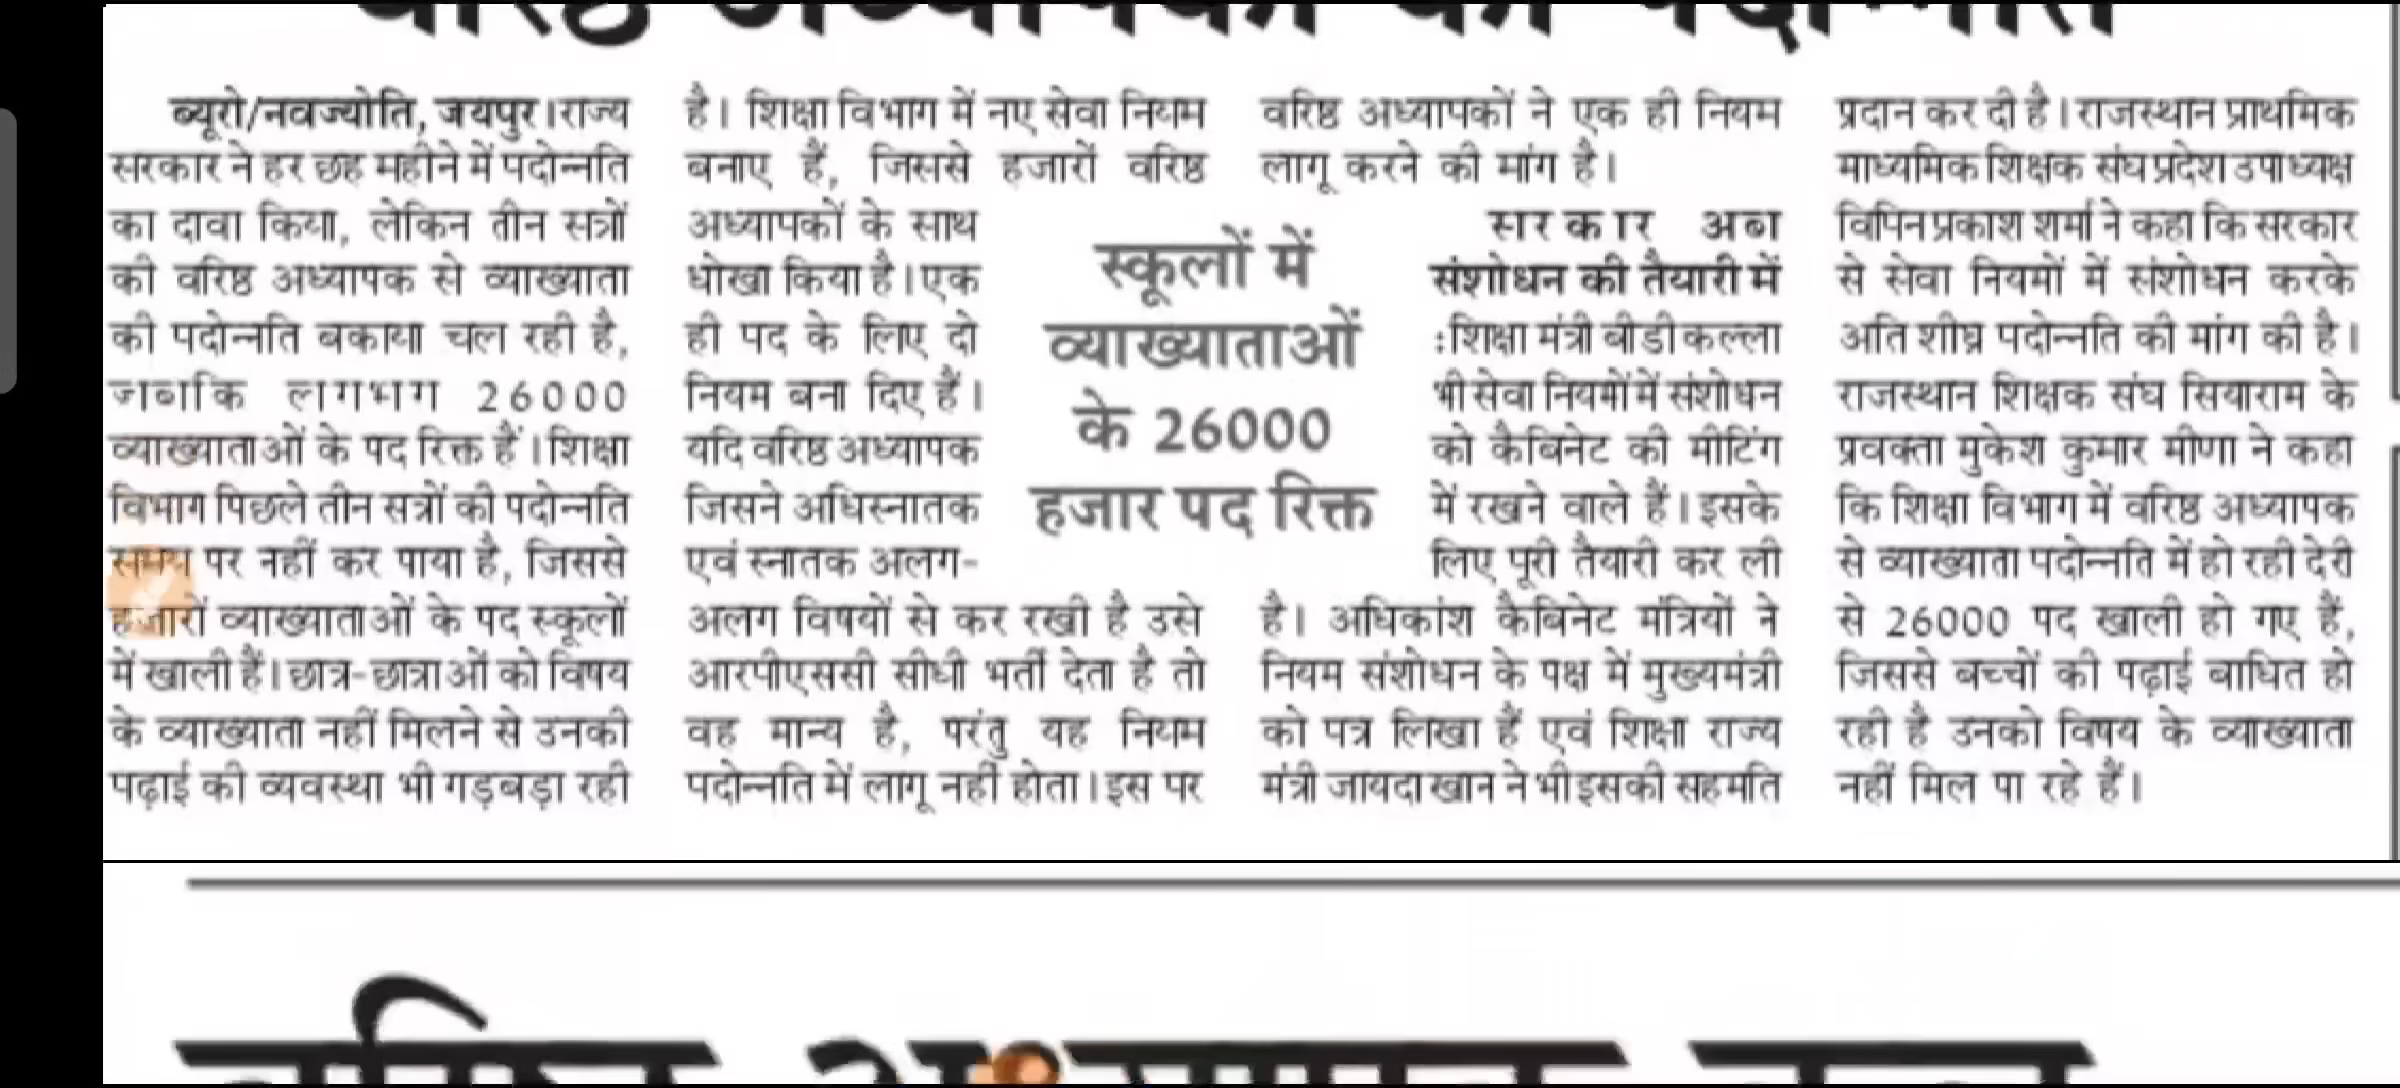 ब्यूरो/नवज्योति, जयपुर।राज्य
सरकार ने हर छह महीने में पदोन्नति
का दावा किया, लेकिन तीन सत्रों
की वरिष्ठ अध्यापक से व्याख्याता
की पदोन्नति बकाया चल रही है,
जबकि लगभग 26000
व्याख्याताओं के पद रिक्त हैं। शिक्षा
विभाग पिछले तीन सत्रों की पदोन्नति
समय पर नहीं कर पाया है, जिससे
हजारों व्याख्याताओं के पद स्कूलों
में खाली हैं। छात्र-छात्राओं को विषय
के व्याख्याता नहीं मिलने से उनकी
पढ़ाई की व्यवस्था भी गड़बड़ा रही
है। शिक्षा विभाग में नए सेवा नियम
बनाए हैं, जिससे हजारों वरिष्ठ
अध्यापकों के साथ
धोखा किया है। एक
ही पद के लिए दो
नियम बना दिए हैं।
यदि वरिष्ठ अध्यापक
जिसने अधिस्नातक
एवं स्नातक अलग-
अलग विषयों से कर रखी है उसे
आरपीएससी सीधी भर्ती देता है तो
वह मान्य है, परंतु यह नियम
पदोन्नति में लागू नहीं होता। इस पर
स्कूलों में
व्याख्याताओं
के 26000
हजार पद रिक्त
वरिष्ठ अध्यापकों ने एक ही नियम
लागू करने की मांग है।
सरकार अब
संशोधन की तैयारी में
:शिक्षा मंत्री बीडी कल्ला
भी सेवा नियमों में संशोधन
को कैबिनेट की मीटिंग
में रखने वाले हैं। इसके
लिए पूरी तैयारी कर ली
है। अधिकांश कैबिनेट मंत्रियों ने
नियम संशोधन के पक्ष में मुख्यमंत्री
को पत्र लिखा हैं एवं शिक्षा राज्य
मंत्री जायदा खान ने भी इसकी सहमति
प्रदान कर दी है। राजस्थान प्राथमिक
माध्यमिक शिक्षक संघ प्रदेश उपाध्यक्ष
विपिन प्रकाश शर्मा ने कहा कि सरकार
से सेवा नियमों में संशोधन करके
अति शीघ्र पदोन्नति की मांग की है।
राजस्थान शिक्षक संघ सियाराम के
प्रवक्ता मुकेश कुमार मीणा ने कहा
कि शिक्षा विभाग में वरिष्ठ अध्यापक
से व्याख्याता पदोन्नति में हो रही देरी
से 26000 पद खाली हो गए हैं,
जिससे बच्चों की पढ़ाई बाधित हो
रही है उनको विषय के व्याख्याता
नहीं मिल पा रहे हैं।